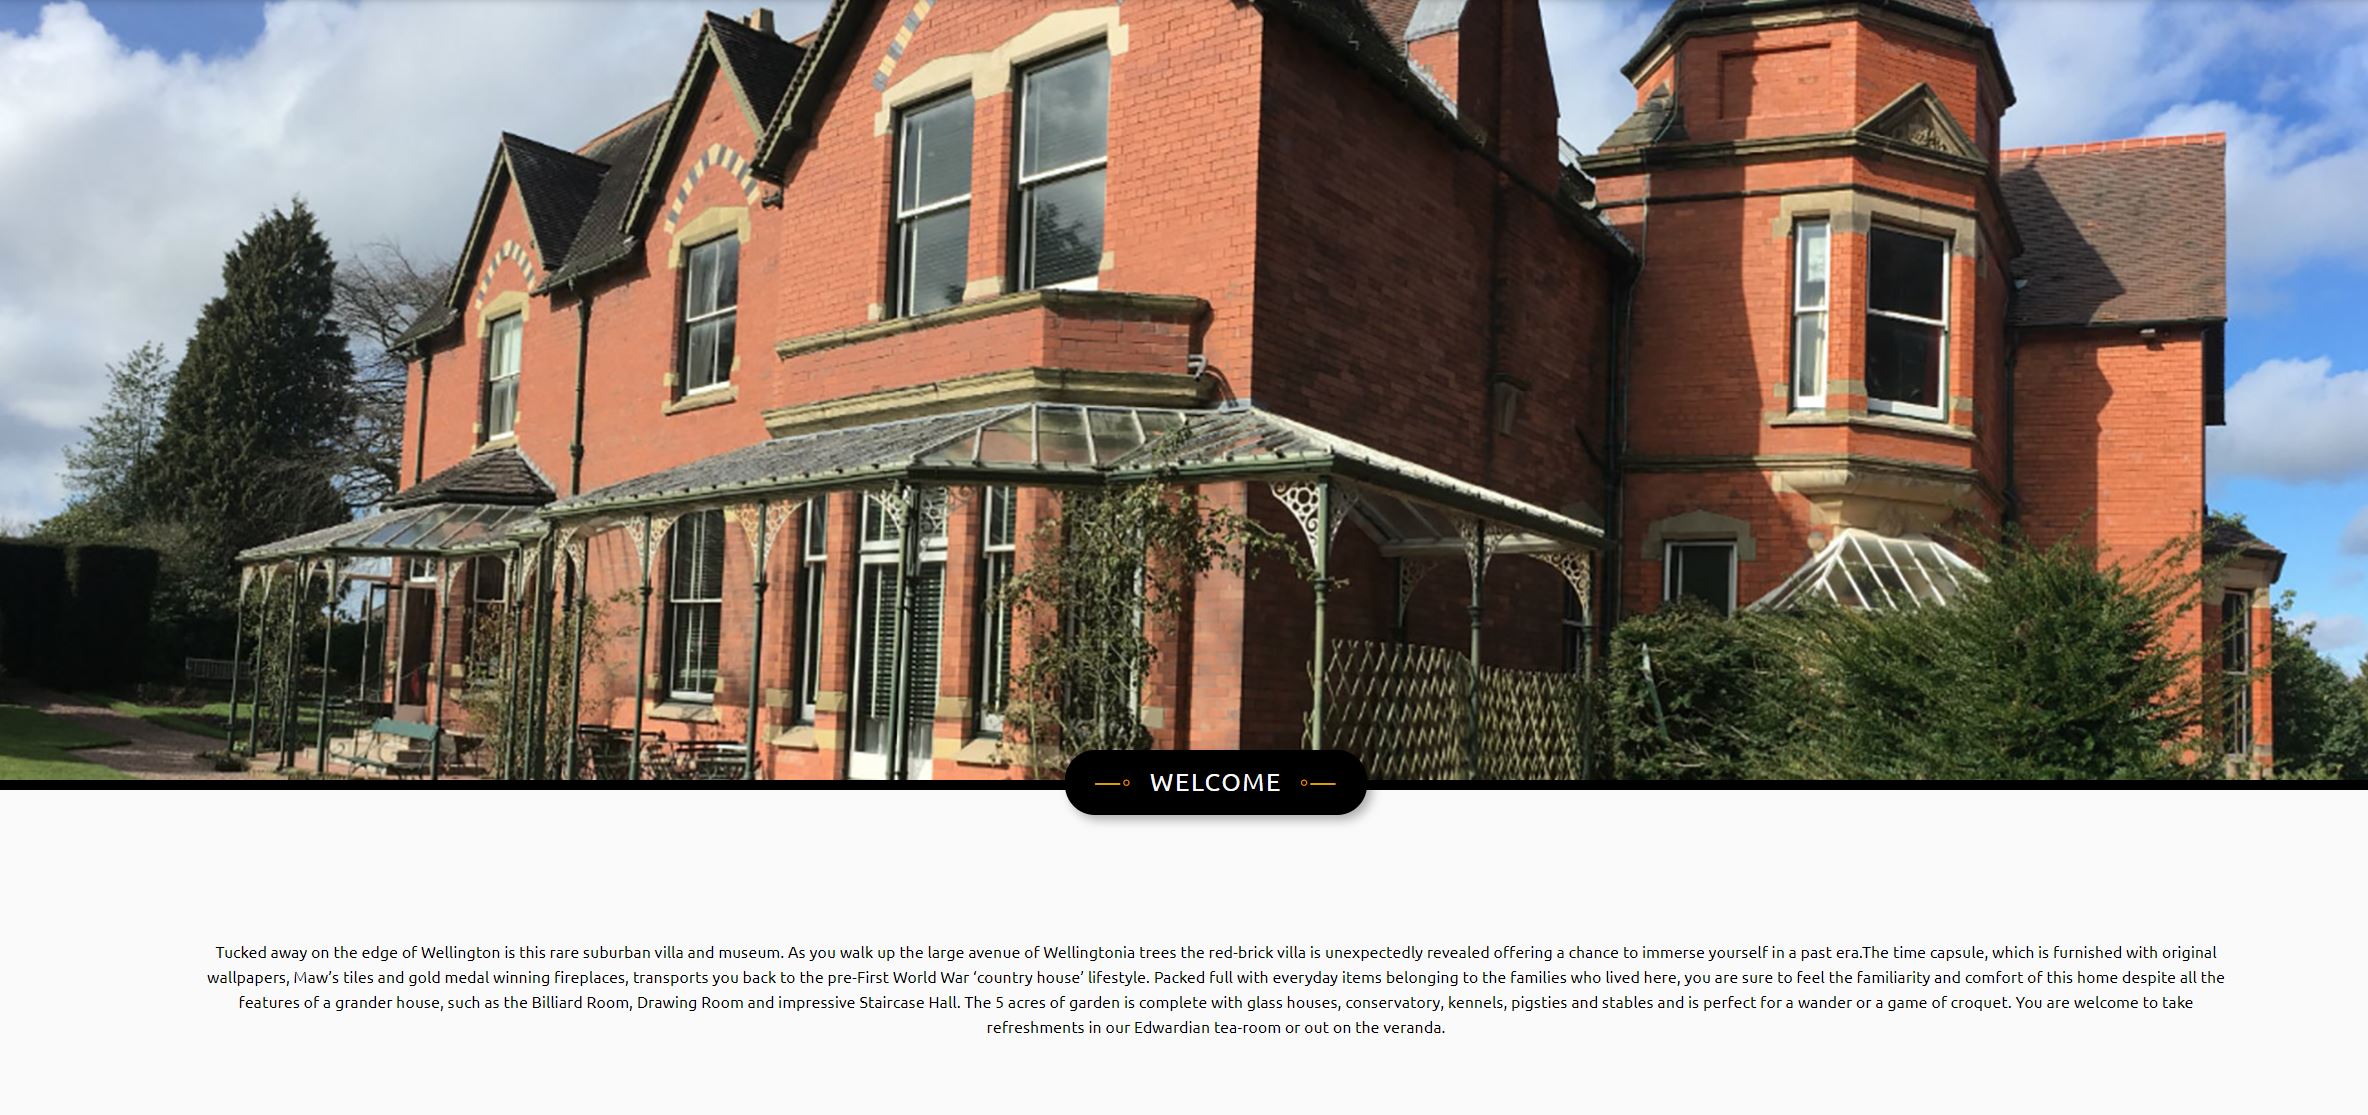 WELCOME
Tucked away on the edge of Wellington is this rare suburban villa and museum. As you walk up the large avenue of Wellingtonia trees the red-brick villa is unexpectedly revealed offering a chance to immerse yourself in a past era.The time capsule, which is furnished with original
wallpapers, Maw’s tiles and gold medal winning fireplaces, transports you back to the pre-First World War ‘country house’ lifestyle. Packed full with everyday items belonging to the families who lived here, you are sure to feel the familiarity and comfort of this home despite all the
features of a grander house, such as the Billiard Room, Drawing Room and impressive Staircase Hall. The 5 acres of garden is complete with glass houses, conservatory, kennels, pigsties and stables and is perfect for a wander or a game of croquet. You are welcome to take
refreshments in our Edwardian tea-room or out on the veranda.